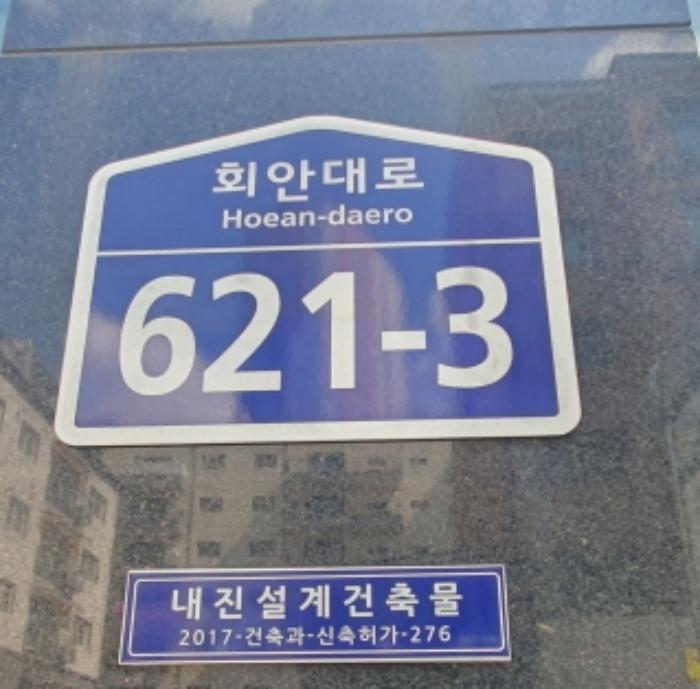 회안대로
Hoean-daero
621-3
내진설계건축물
2017-건축과-신축허가-276